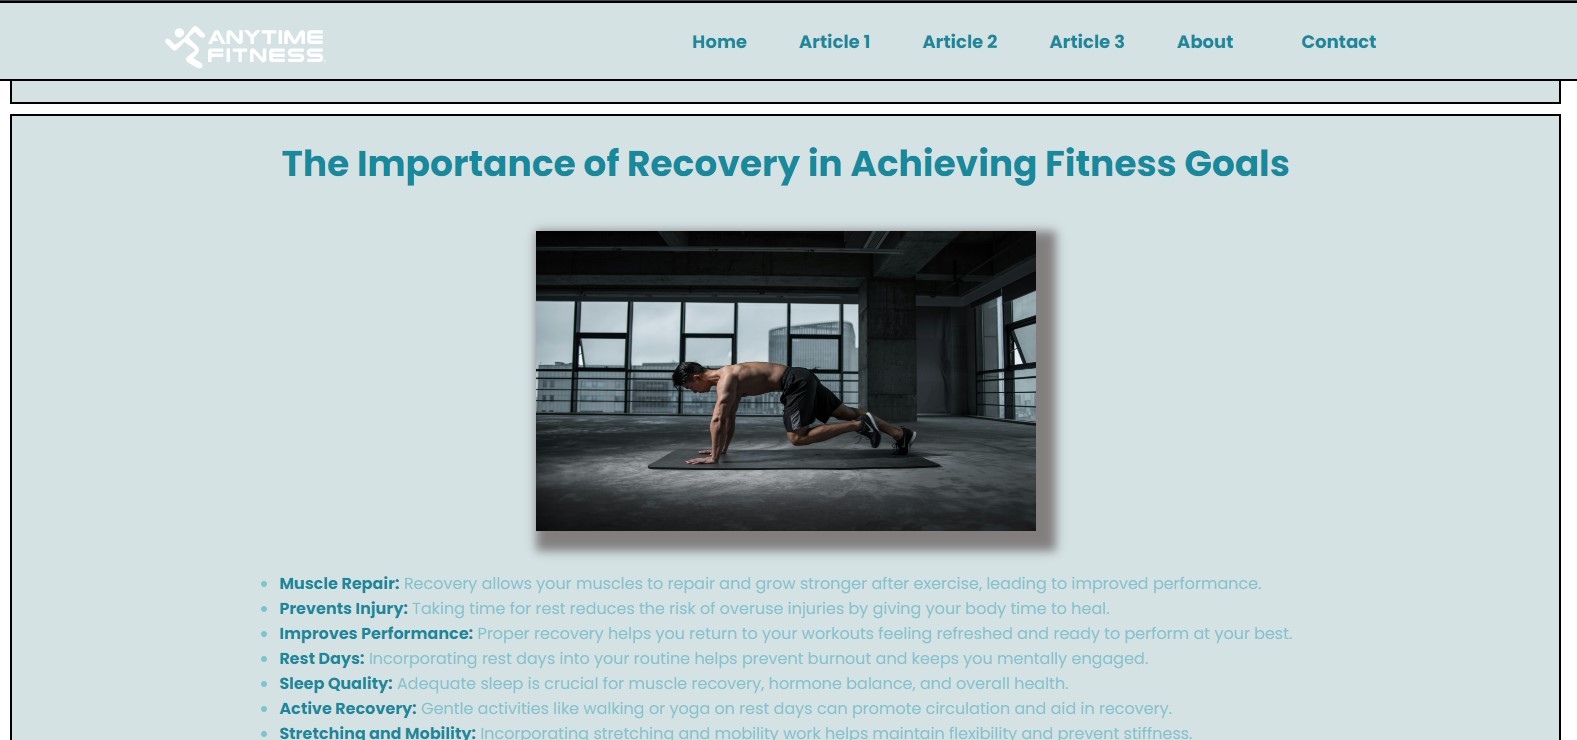 ANYTIME
FITNESS
Home Article 1 Article 2 Article 3 About Contact
The Importance of Recovery in Achieving Fitness Goals
Muscle Repair: Recovery allows your muscles to repair and grow stronger after exercise, leading to improved performance.
Prevents Injury: Taking time for rest reduces the risk of overuse injuries by giving your body time to heal.
Improves Performance: Proper recovery helps you return to your workouts feeling refreshed and ready to perform at your best.
Rest Days: Incorporating rest days into your routine helps prevent burnout and keeps you mentally engaged.
Sleep Quality: Adequate sleep is crucial for muscle recovery, hormone balance, and overall health.
Active Recovery: Gentle activities like walking or yoga on rest days can promote circulation and aid in recovery.
Stretching and Mobility: Incorporating stretching and mobility work helps maintain flexibility and prevent stiffness.